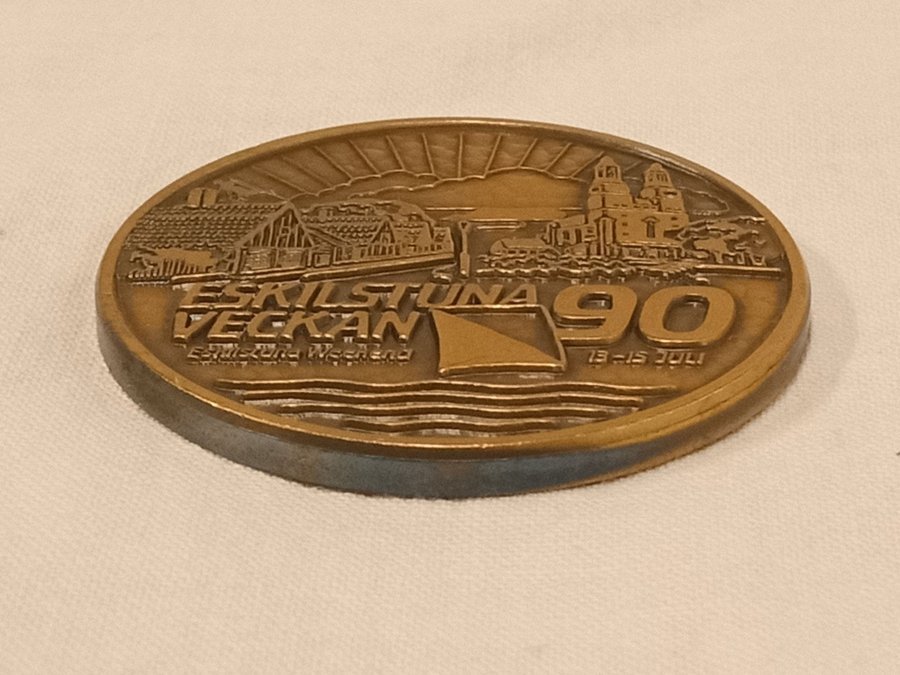 ESKILSTUNA 90
VECKAN
Eskilstuna Weekend 13-15 JULI